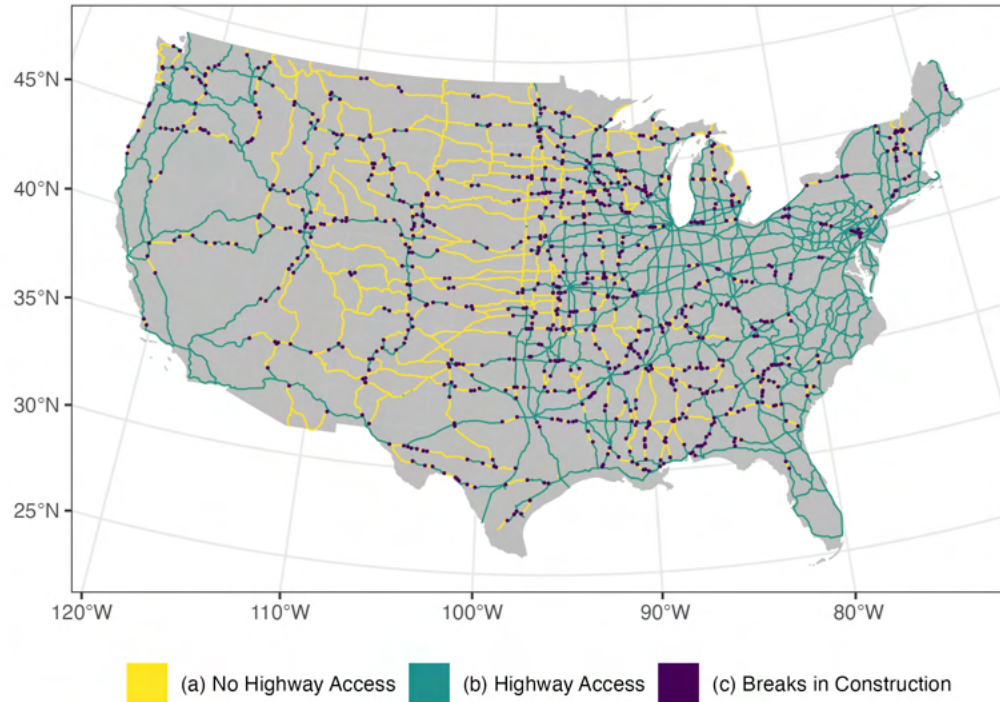 45°N
40°N
35°N
30°N
25°N
120°W 110°W 100°W 90°W 80°W
(a) No Highway Access (b) Highway Access (c) Breaks in Construction